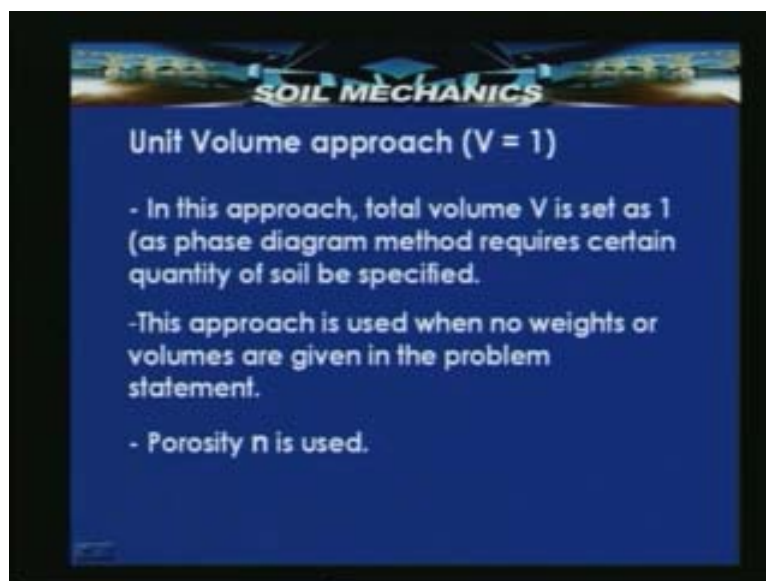 SOIL MECHANICS
Unit Volume approach (V = 1)
- In this approach, total volume V is set as 1
(as phase diagram method requires certain
quantity of soil be specified.
-This approach is used when no weights or
volumes are given in the problem
statement.
- Porosity n is used.